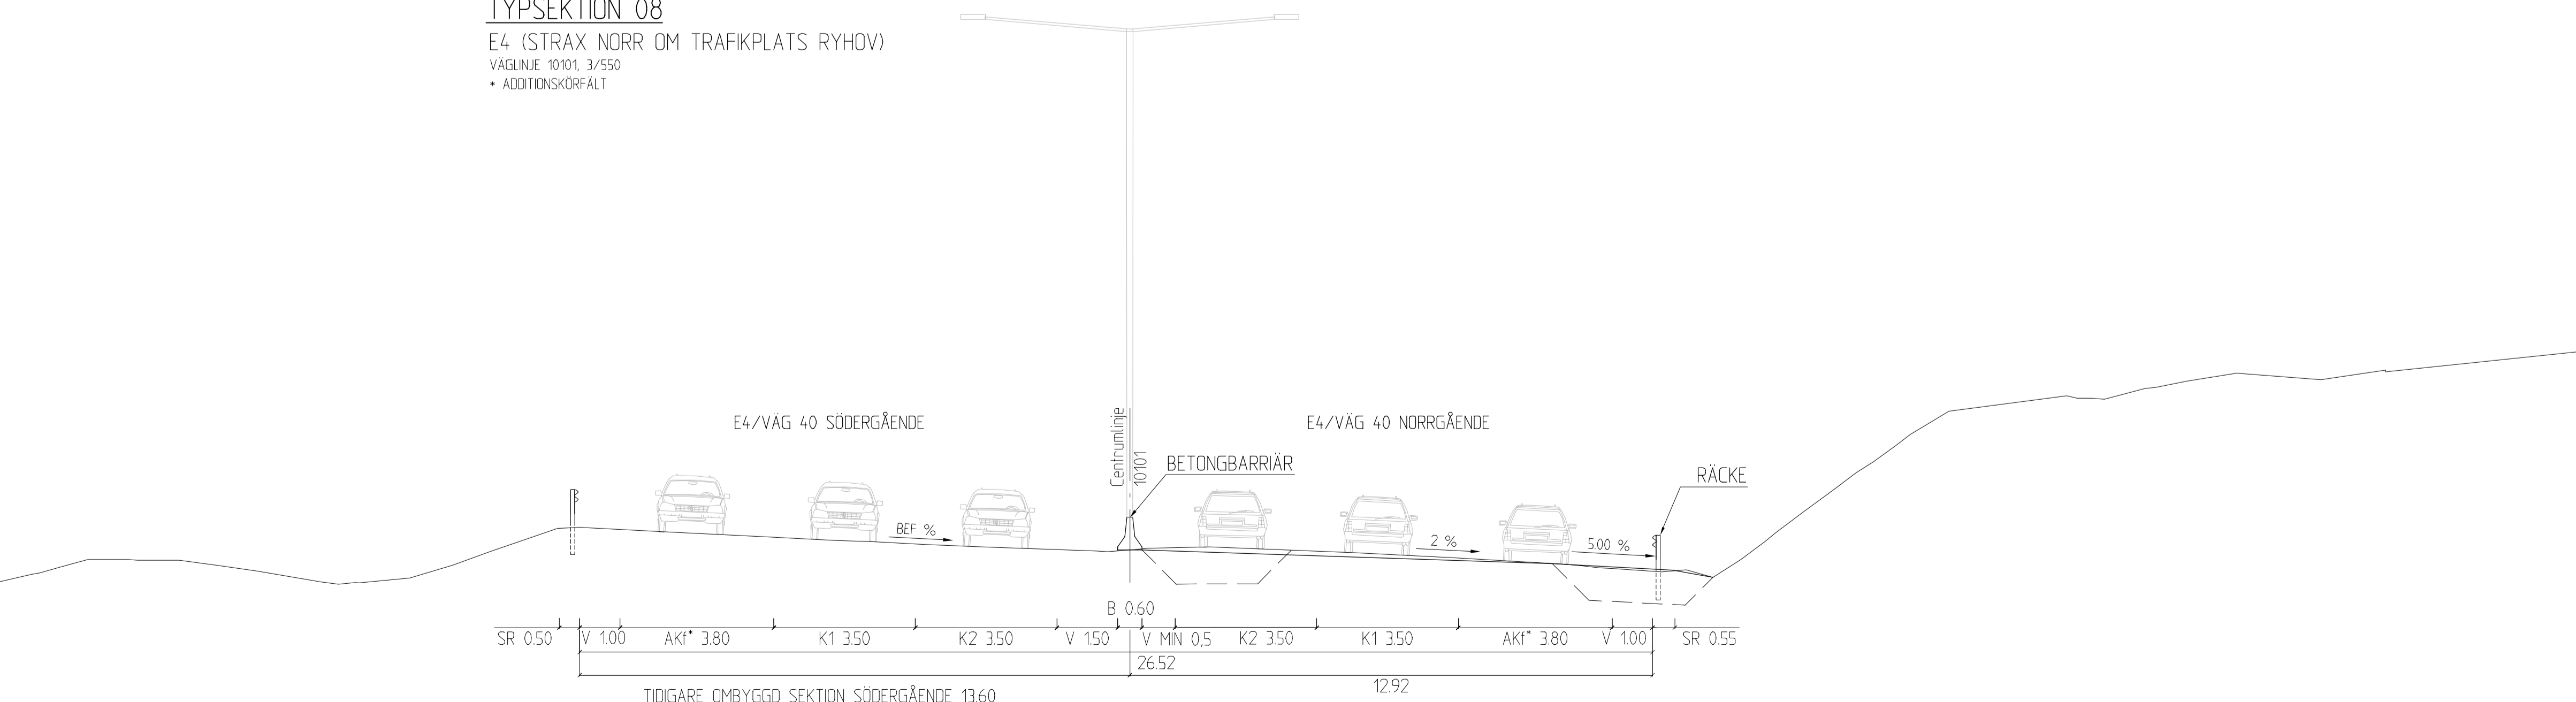 TYPSEKTION 08
E4 (STRAX NORR OM TRAFIKPLATS RYHOV)
VÄGLINJE 10101, 3/550
* ADDITIONSKÖRFÄLT
E4/VÄG 40 SÖDERGÅENDE
Centrumlinje
10101
E4/VÄG 40 NORRGÅENDE
BETONGBARRIÄR
RÄCKE
BEF %
2 %
5.00 %
B 0.60
SR 0.50 V 1.00 AKf* 3.80 K1 3.50 K2 3.50 V 1.50 V MIN 0,5 K2 3.50 K1 3.50 AKf* 3.80 V 1.00 SR 0.55
26.52
12.92
TIDIGARE OMBYGGD SEKTION SÖDERGÅENDE 13.60